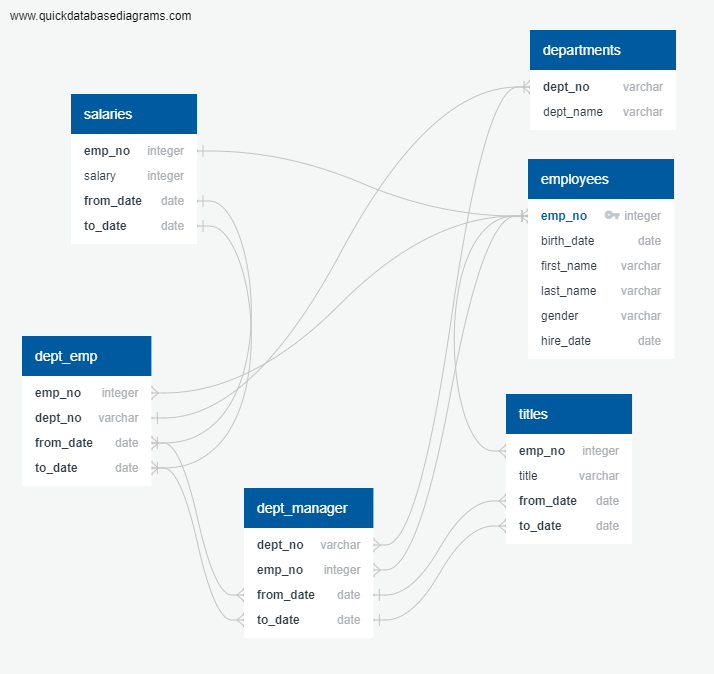 www.quickdatabasediagrams.com
departments
dept_no varchar
dept_name varchar
salaries
emp_no integer
salary integer
from_date date
to_date date
employees
emp_no integer
birth_date date
first_name varchar
last_name varchar
gender varchar
hire_date date
dept_emp
emp_no integer
dept_no varchar
from_date date
to_date date
titles
emp_no integer
title varchar
from_date date
to_date date
dept_manager
dept_no varchar
emp_no integer
from_date date
to_date date